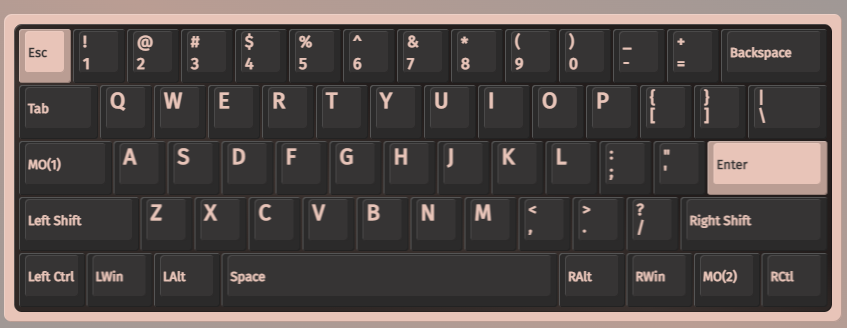 Esc ! @ # $ % ^ & * ( ) _ + Backspace
1 2 3 4 5 6 7 8 9 0 - =
Tab Q W E R T Y U I O P { } |
[ ] \
MO(1) A S D F G H J K L : " Enter
; '
Left Shift Z X C V B N M < > ? Right Shift
, . /
Left Ctrl LWin LAlt Space RAlt RWin MO(2) RCtl